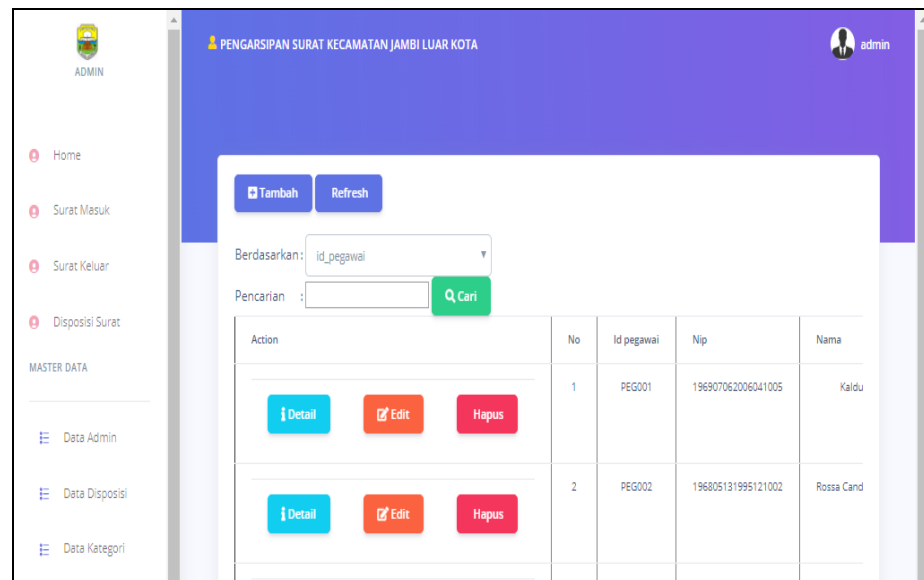 ADMIN
Home
Surat Masuk
Surat Keluar
Disposisi Surat
MASTER DATA
Data Admin
Data Disposisi
Data Kategori
PENGARSIPAN SURAT KECAMATAN JAMBI LUAR KOTA
admin
Tambah Refresh
Berdasarkan : id_pegawai
Pencarian :
Cari
Action No Id pegawai Nip Nama
Detail Edit Hapus 1 PEG001 196907062006041005 Kaldu
Detail Edit Hapus 2 PEG002 196805131995121002 Rossa Cand